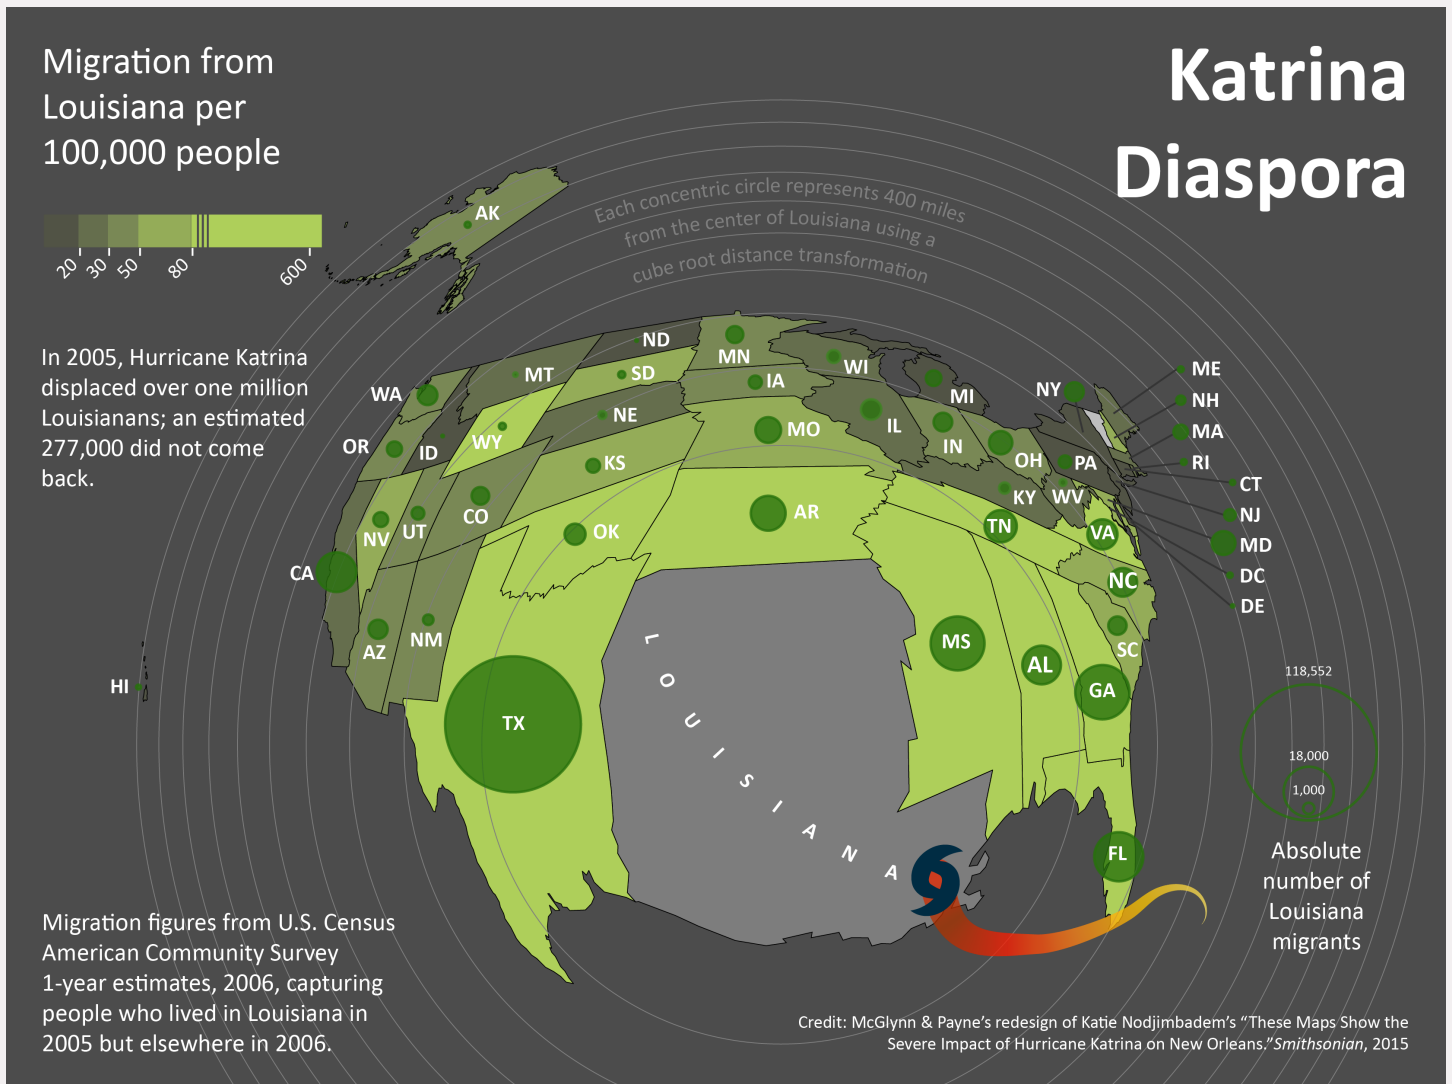 Migration from
Louisiana per
100,000 people
Katrina
Diaspora
20
30
50
80
600
Each concentric circle represents 400 miles
from the center of Louisiana using a
cube root distance transformation
In 2005, Hurricane Katrina
displaced over one million
Louisianans; an estimated
277,000 did not come
back.
AK
ND
MN
MT
SD
IA
WI
MI
NY
WA
OR
ID
WY
NE
MO
IL
IN
OH
PA
KS
KY
WV
NV
UT
CO
OK
AR
TN
VA
CA
NC
AZ
NM
MS
AL
SC
GA
HI
TX
FL
ME
NH
MA
RI
CT
NJ
MD
DC
DE
LOUISIANA
118,552
18,000
1,000
Absolute
number of
Louisiana
migrants
Migration figures from U.S. Census
American Community Survey
1-year estimates, 2006, capturing
people who lived in Louisiana in
2005 but elsewhere in 2006.
Credit: McGlynn & Payne's redesign of Katie Nodjimbadem's “These Maps Show the
Severe Impact of Hurricane Katrina on New Orleans.”Smithsonian, 2015